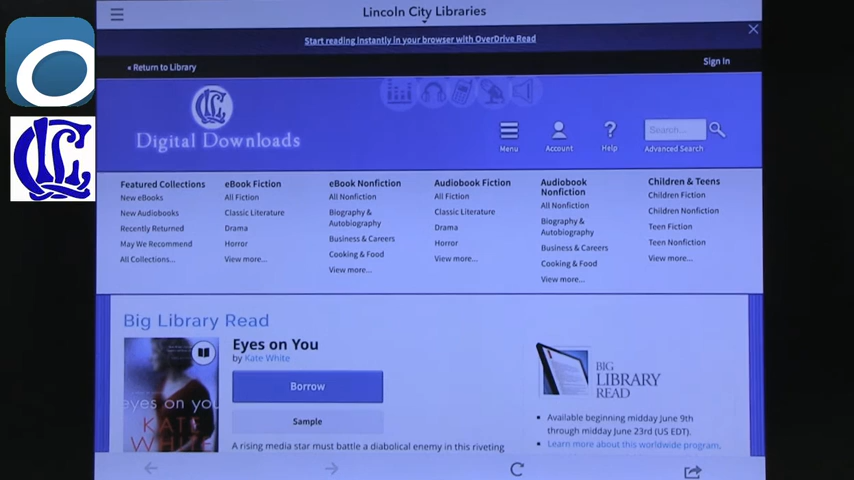 Lincoln City Libraries
Start reading instantly in your browser with OverDrive Read
« Return to Library
Sign In
Digital Downloads
Menu
Account
Help
Search...
Advanced Search
Featured Collections
New eBooks
New Audiobooks
Recently Returned
May We Recommend
All Collections...
eBook Fiction
All Fiction
Classic Literature
Drama
Horror
View more...
eBook Nonfiction
All Nonfiction
Biography &
Autobiography
Business & Careers
Cooking & Food
View more...
Audiobook Fiction
All Fiction
Classic Literature
Drama
Horror
View more...
Audiobook
Nonfiction
All Nonfiction
Biography &
Autobiography
Business & Careers
Cooking & Food
View more...
Children & Teens
Children Fiction
Children Nonfiction
Teen Fiction
Teen Nonfiction
View more...
Big Library Read
eyes on you
KATE
WHITE
Eyes on You
by Kate White
Borrow
Sample
A rising media star must battle a diabolical enemy in this riveting
BIG
LIBRARY
READ
Available beginning midday June 9th
through midday June 23rd (US EDT).
Learn more about this worldwide program.